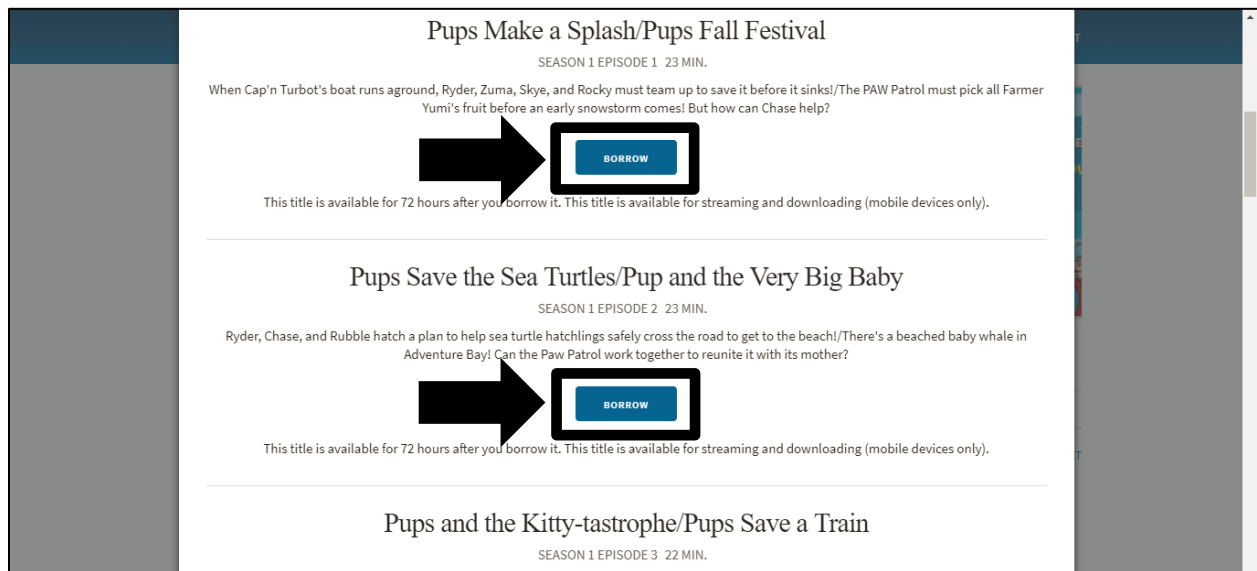 Pups Make a Splash/Pups Fall Festival
SEASON 1 EPISODE 1 23 MIN.
When Cap'n Turbot's boat runs aground, Ryder, Zuma, Skye, and Rocky must team up to save it before it sinks!/The PAW Patrol must pick all Farmer
Yumi's fruit before an early snowstorm comes! But how can Chase help?
BORROW
This title is available for 72 hours after you borrow it. This title is available for streaming and downloading (mobile devices only).
Pups Save the Sea Turtles/Pup and the Very Big Baby
SEASON 1 EPISODE 2 23 MIN.
Ryder, Chase, and Rubble hatch a plan to help sea turtle hatchlings safely cross the road to get to the beach!/There's a beached baby whale in
Adventure Bay! Can the Paw Patrol work together to reunite it with its mother?
BORROW
This title is available for 72 hours after you borrow it. This title is available for streaming and downloading (mobile devices only).
Pups and the Kitty-tastrophe/Pups Save a Train
SEASON 1 EPISODE 3 22 MIN.